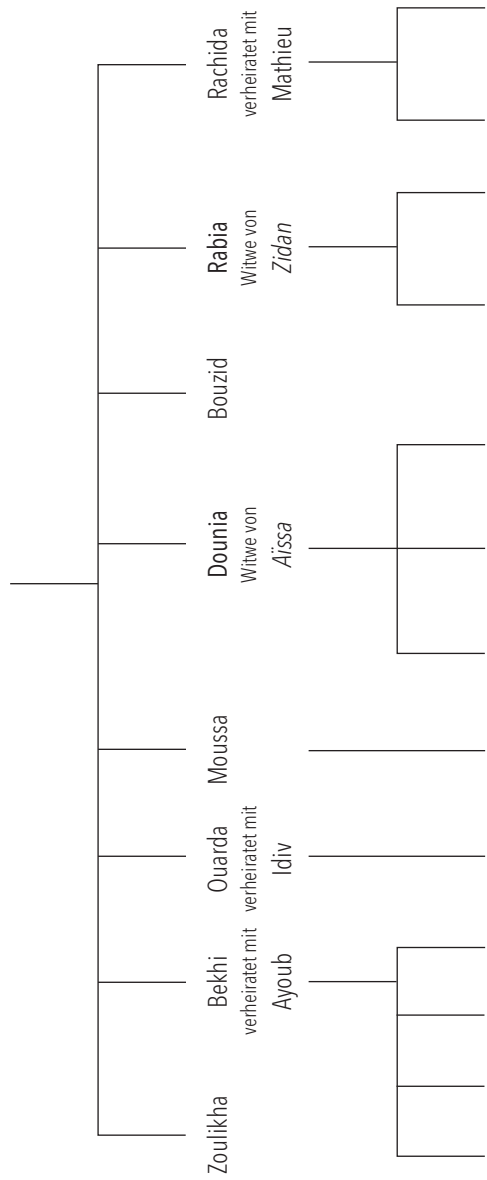 Zoulikha
Bekhi
verheiratet mit
Ayoub
Ouarda
verheiratet mit
Idiv
Moussa
Dounia
Witwe von
Aïssa
Bouzid
Rabia
Witwe von
Zidan
Rachida
verheiratet mit
Mathieu